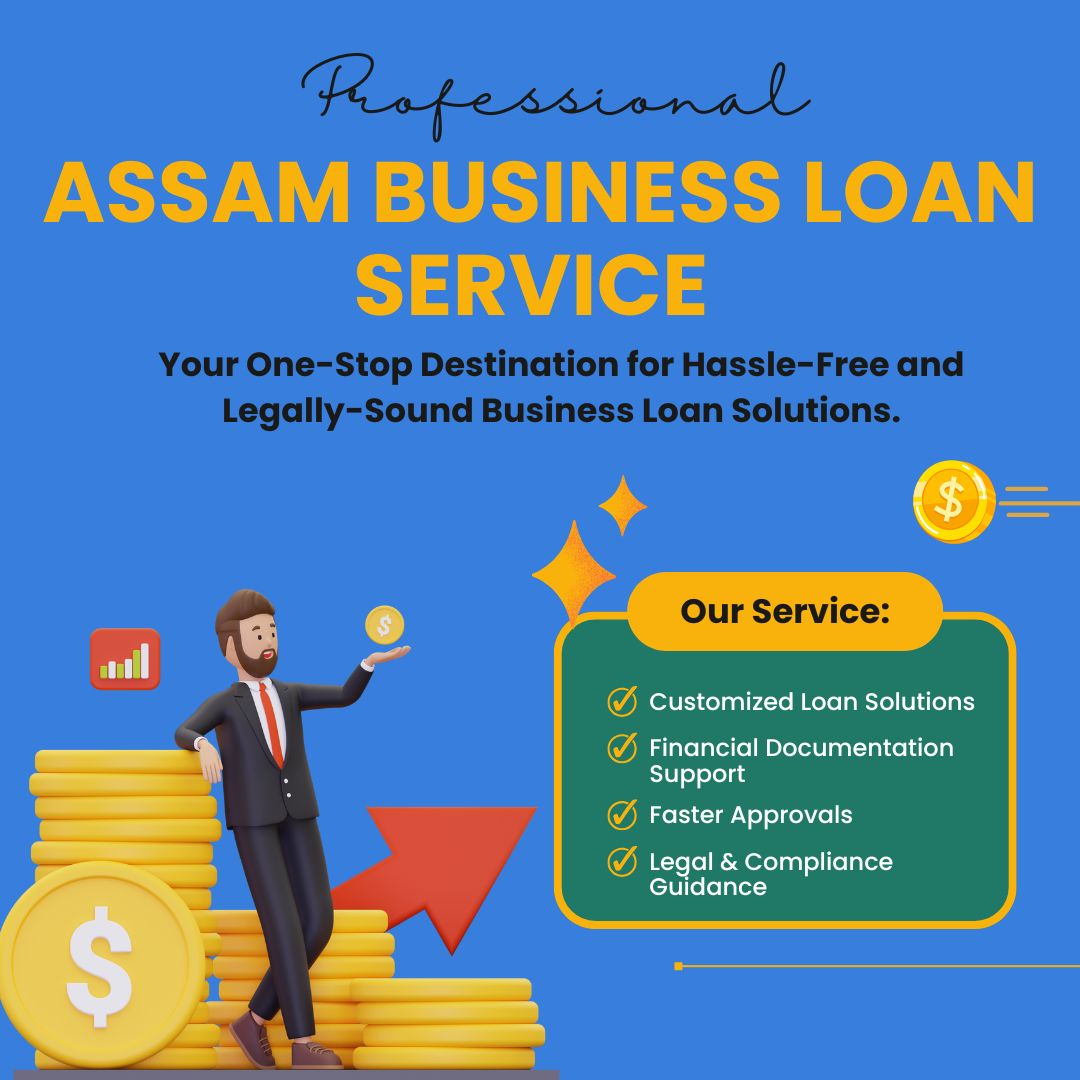 Professional
ASSAM BUSINESS LOAN
SERVICE
Your One-Stop Destination for Hassle-Free and
Legally-Sound Business Loan Solutions.
$
Our Service:
$
Customized Loan Solutions
Financial Documentation
Support
Faster Approvals
Legal & Compliance
Guidance
$